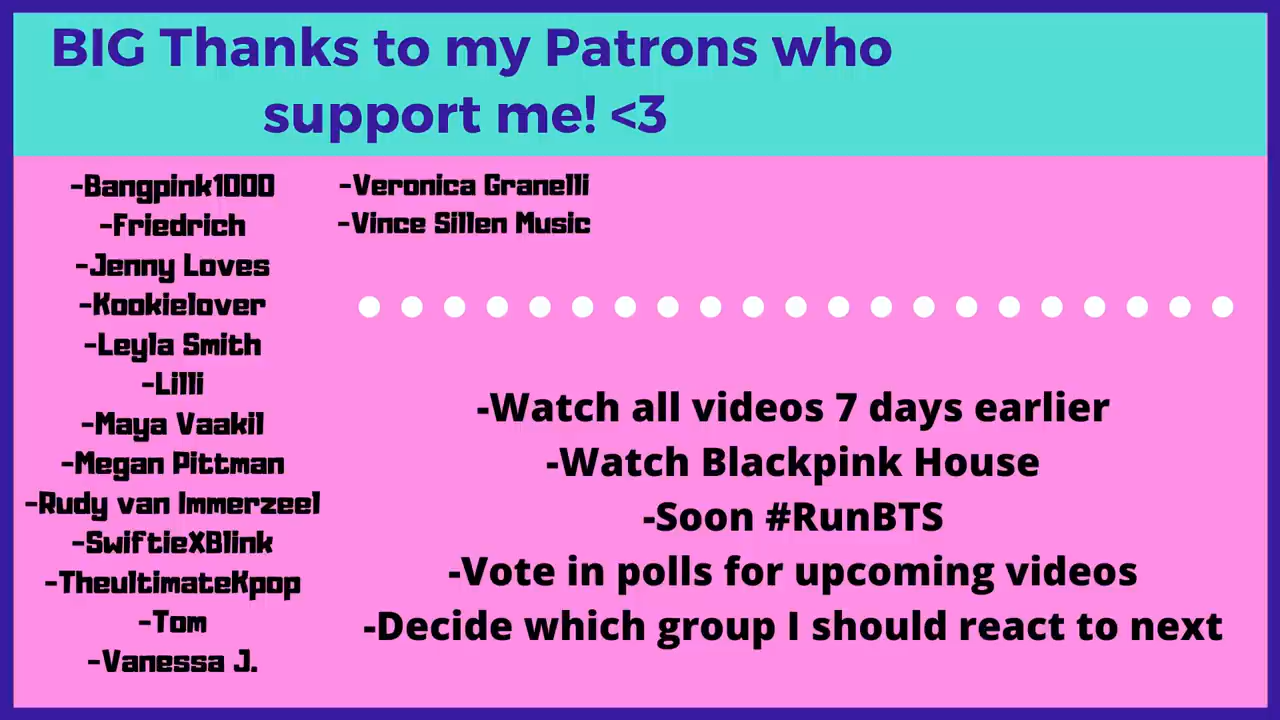 BIG Thanks to my Patrons who
support me! <3
-Bangpink1000
-Friedrich
-Jenny Loves
-Kookielover
-Leyla Smith
-Lilli
-Maya Vaakil
-Megan Pittman
-Rudy van Immerzeel
-SwiftieXBlink
-TheultimateKpop
-Tom
-Vanessa J.
-Veronica Granelli
-Vince Sillen Music
-Watch all videos 7 days earlier
-Watch Blackpink House
-Soon #RunBTS
-Vote in polls for upcoming videos
-Decide which group I should react to next